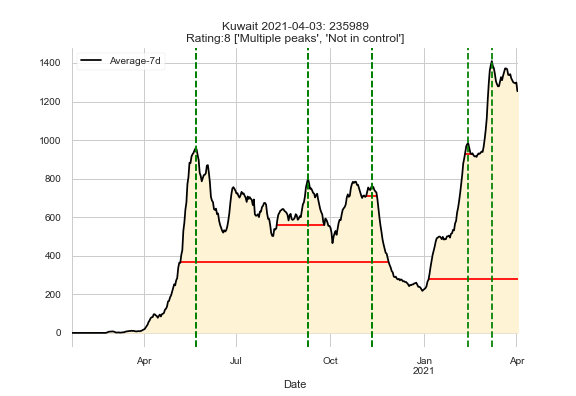 Kuwait 2021-04-03: 235989
Rating:8 ['Multiple peaks', 'Not in control']
Average-7d
1400
1200
1000
800
600
400
200
0
Apr Jul Oct Jan Apr
2021
Date